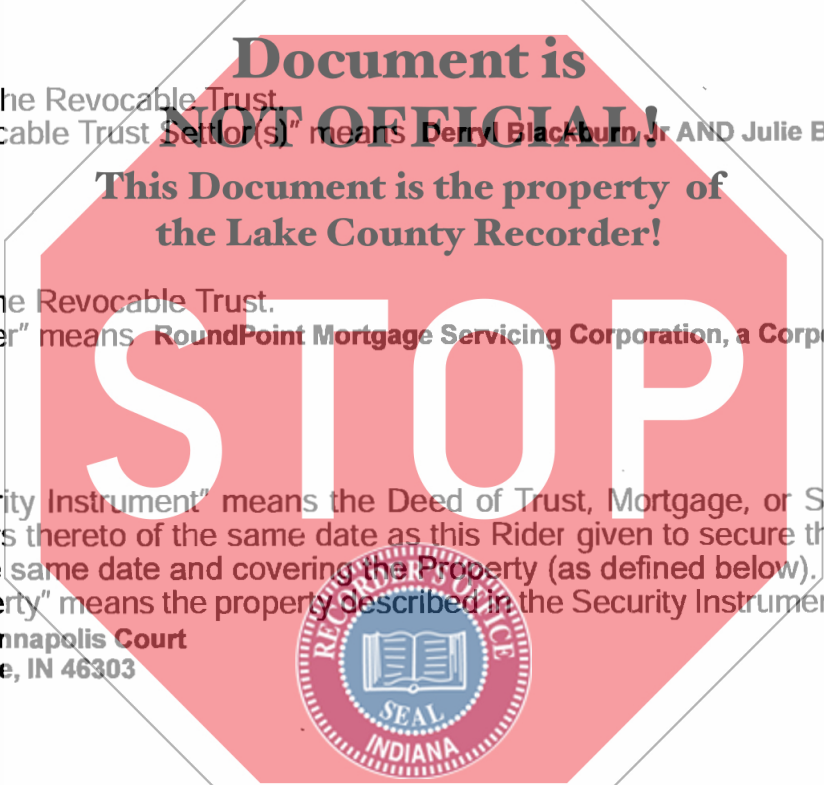 Document is
he Revocable Trust.
NOT OFFICIAL!
cable Trust Settlor(s)" means Derryl Blackburn Jr AND Julie B
This Document is the property of
the Lake County Recorder!
e Revocable Trust.
er" means RoundPoint Mortgage Servicing Corporation, a Corpo
STOP
ity Instrument" means the Deed of Trust, Mortgage, or S
s thereto of the same date as this Rider given to secure th
same date and covering the Property (as defined below).
erty" means the property described in the Security Instrumen
nnapolis Court
e, IN 46303
RECORDER'S OFFICE
SEAL
INDIANA